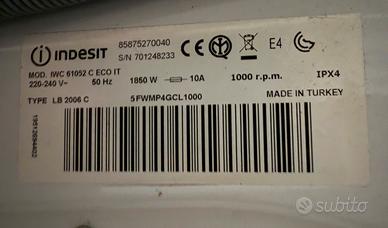 INDESIT
85875270040
S/N 701248233
E4
MOD. IWC 61052 C ECO IT
220-240 V~ 50 Hz 1850 W 10A 1000 r.p.m. IPX4
TYPE LB 2006 C 5FWMP4GCL1000 MADE IN TURKEY
subito